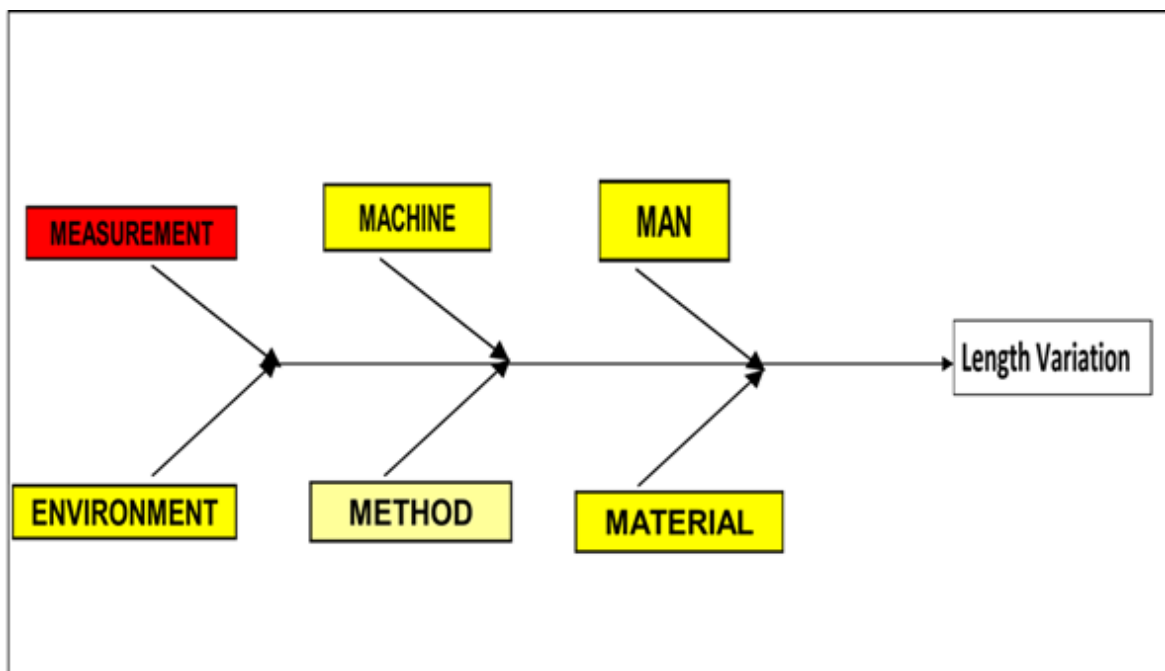 MEASUREMENT
MACHINE
MAN
Length Variation
ENVIRONMENT
METHOD
MATERIAL